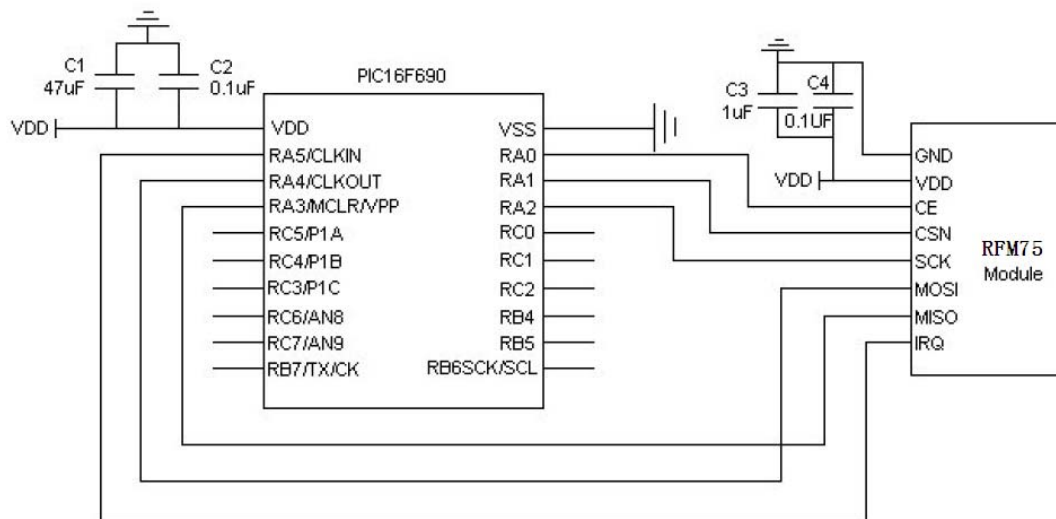 C1
47uF
C2
0.1uF
VDD
PIC16F690
VDD
RA5/CLKIN
RA4/CLKOUT
RA3/MCLR/VPP
RC5/P1A
RC4/P1B
RC3/P1C
RC6/AN8
RC7/AN9
RB7/TX/CK
VSS
RA0
RA1
RA2
RC0
RC1
RC2
RB4
RB5
RB6SCK/SCL
C3
1uF
C4
0.1UF
VDD
GND
VDD
CE
CSN
SCK
MOSI
MISO
IRQ
RFM75
Module